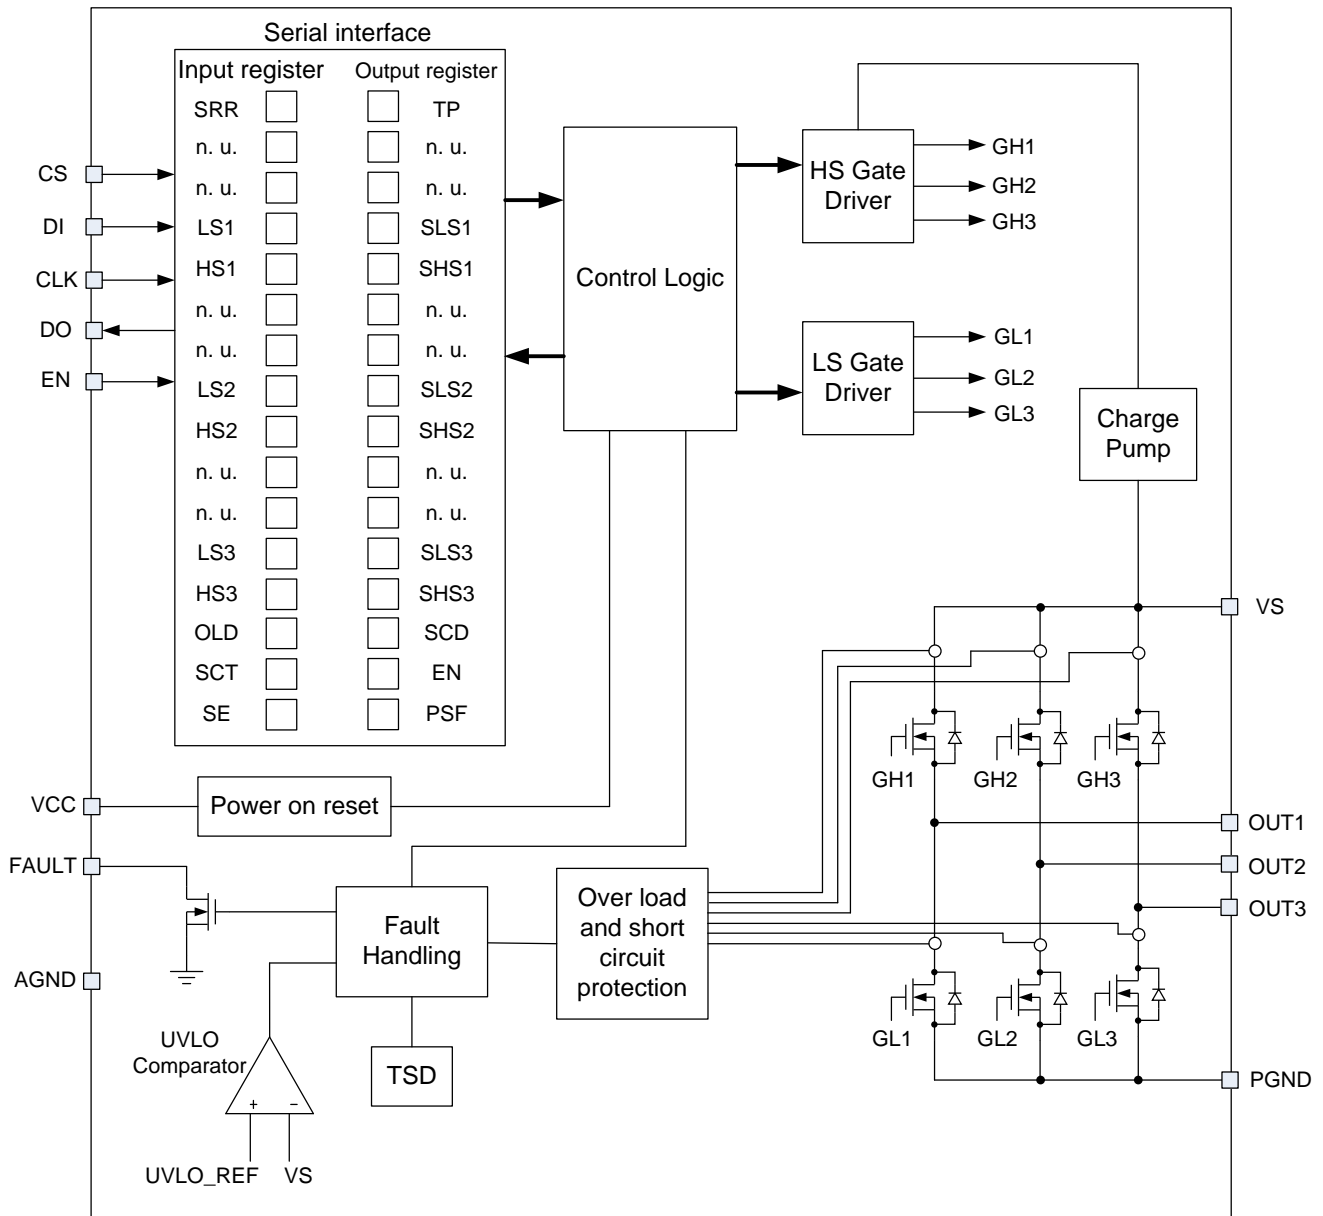 Serial interface
Input register
Output register
SRR
TP
n. u.
n. u.
n. u.
n. u.
LS1
SLS1
HS1
SHS1
n. u.
n. u.
n. u.
n. u.
LS2
SLS2
HS2
SHS2
n. u.
n. u.
n. u.
n. u.
LS3
SLS3
HS3
SHS3
OLD
SCD
SCT
EN
SE
PSF
CS
DI
CLK
DO
EN
Control Logic
HS Gate
Driver
GH1
GH2
GH3
LS Gate
Driver
GL1
GL2
GL3
Charge
Pump
VS
GH1
GH2
GH3
OUT1
OUT2
OUT3
GL1
GL2
GL3
PGND
VCC
Power on reset
FAULT
AGND
Fault
Handling
Over load
and short
circuit
protection
TSD
UVLO
Comparator
+
−
UVLO_REF
VS